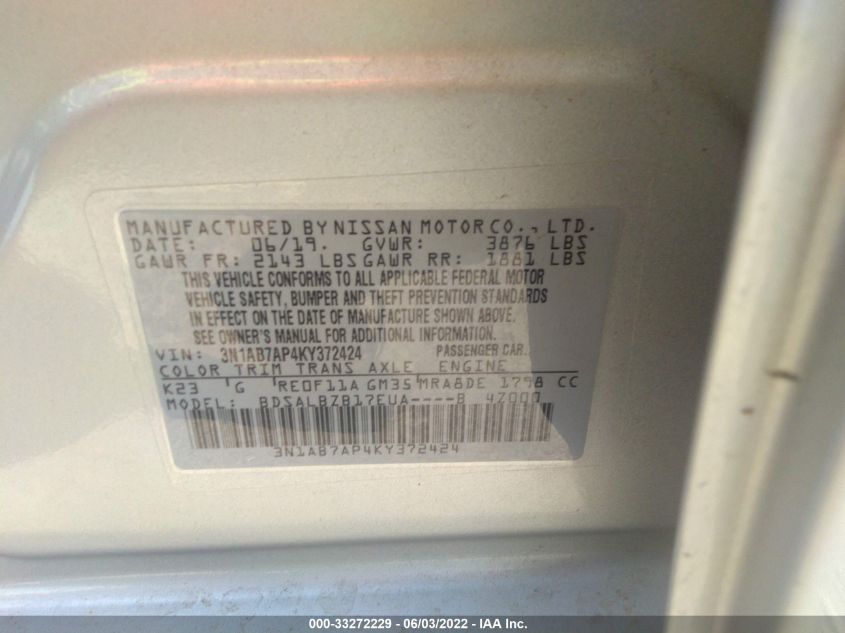 MANUFACTURED BY NISSAN MOTOR CO., LTD.
DATE: 06/19. GVWR: 3876 LBS
GAWR FR: 2143 LBS GAWR RR: 1881 LBS
THIS VEHICLE CONFORMS TO ALL APPLICABLE FEDERAL MOTOR
VEHICLE SAFETY, BUMPER AND THEFT PREVENTION STANDARDS
IN EFFECT ON THE DATE OF MANUFACTURE SHOWN ABOVE.
SEE OWNER'S MANUAL FOR ADDITIONAL INFORMATION.
VIN: 3N1AB7AP4KY372424 PASSENGER CAR
COLOR TRIM TRANS AXLE ENGINE
K23 G RE0F11A GM35 MRA8DE 1798 CC
MODEL: BDSALBZB17EUA----B 4Z000
3N1AB7AP4KY372424
000-33272229 - 06/03/2022 - IAA Inc.